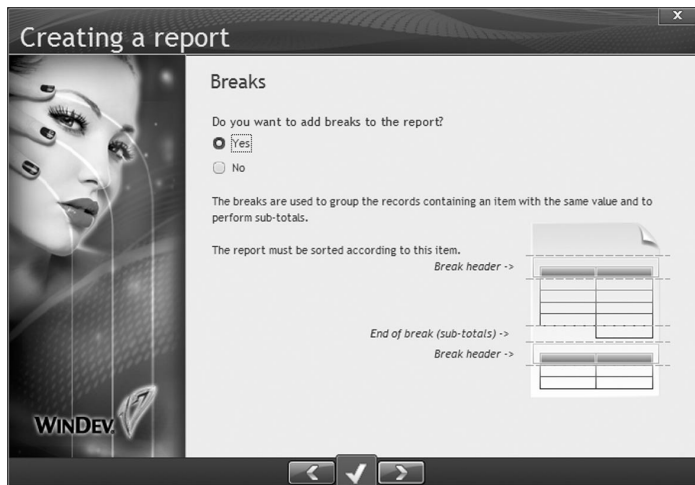 X
Creating a report
Breaks
Do you want to add breaks to the report?
Yes
No
The breaks are used to group the records containing an item with the same value and to
perform sub-totals.
The report must be sorted according to this item.
Break header ->
End of break (sub-totals) ->
Break header ->
WINDEV.